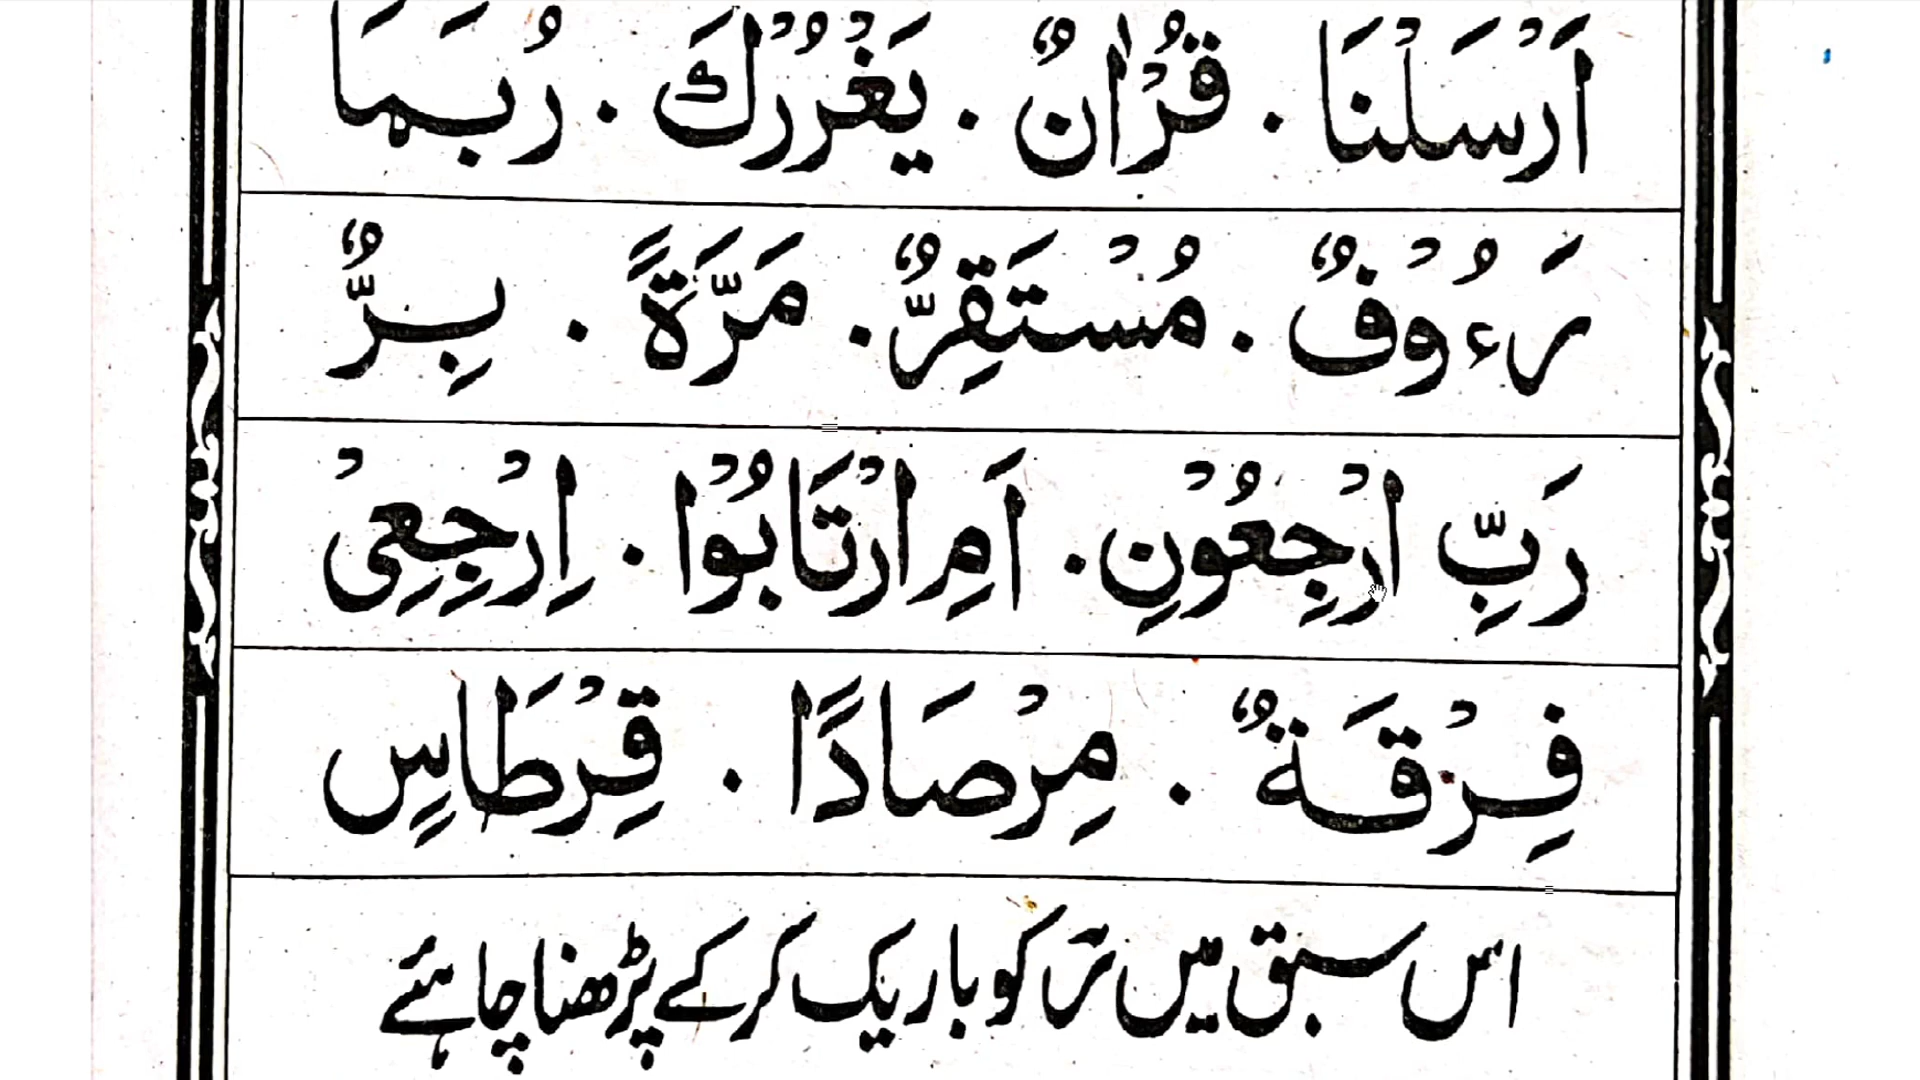 اَرْسَلْنَا . قُرْاٰنٌ . يَغْرُرْكَ . رُبَمَا
رَءُوْفٌ . مُسْتَقِرٌّ . مَرَّةً . بِرٌّ
رَبِّ ارْجِعُوْنِ . اَمِ ارْتَابُوْا . اِرْجِعِىْ
فِرْقَةٌ . مِرْصَادًا . قِرْطَاسٍ
اس سبق میں ر کو باریک کرکے پڑھنا چاہئے